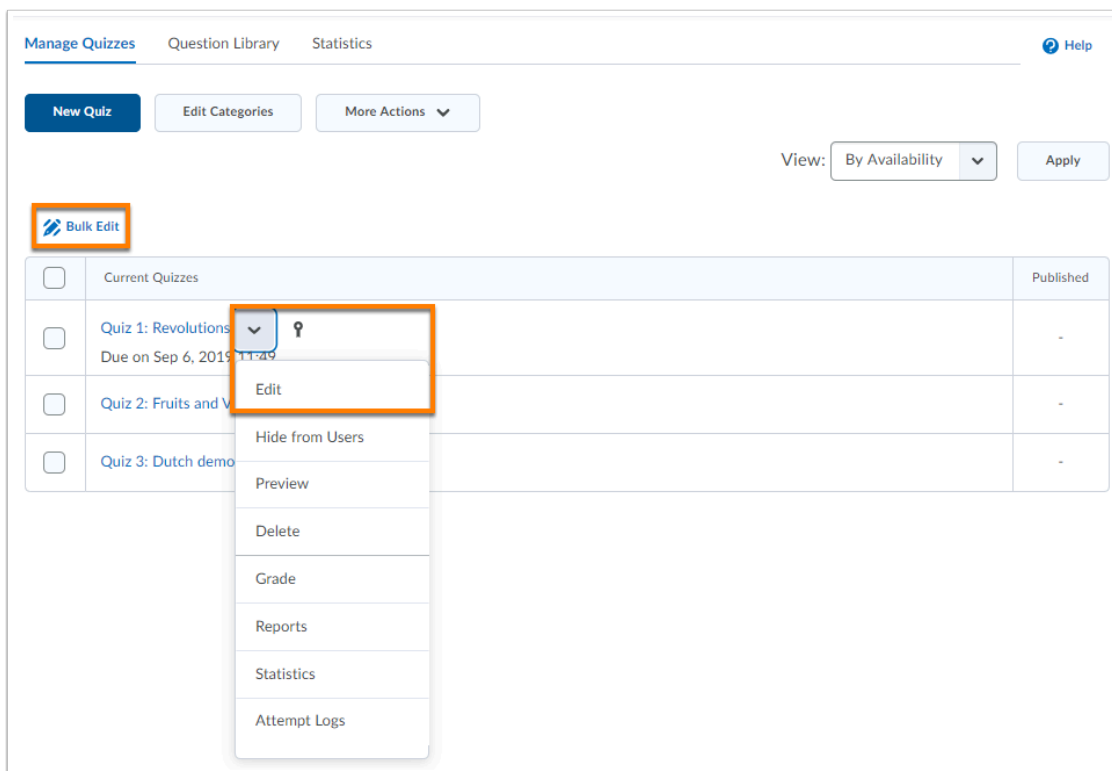 Manage Quizzes Question Library Statistics Help
New Quiz Edit Categories More Actions
View: By Availability Apply
Bulk Edit
Current Quizzes Published
Quiz 1: Revolutions -
Due on Sep 6, 2019 11:49
Edit
Quiz 2: Fruits and V -
Hide from Users
Quiz 3: Dutch demo -
Preview
Delete
Grade
Reports
Statistics
Attempt Logs